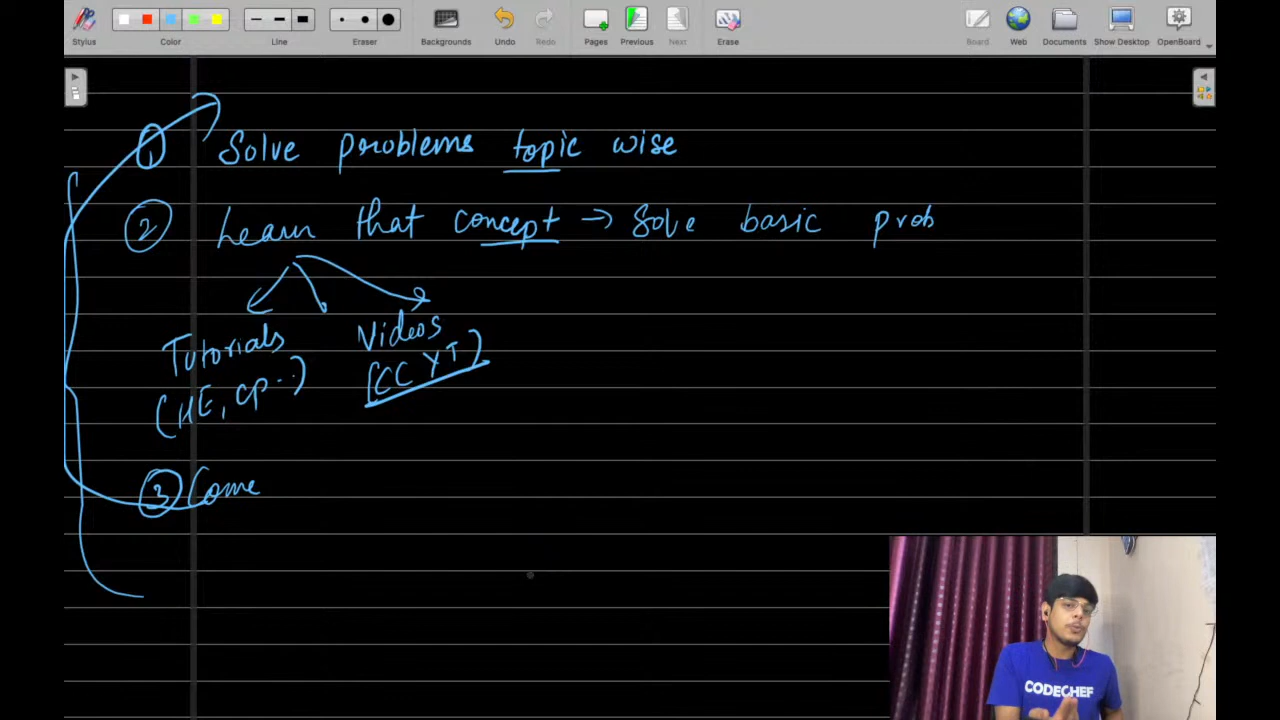 Stylus Color Line Eraser Backgrounds Undo Redo Pages Previous Next Erase Board Web Documents Show Desktop OpenBoard
1 Solve problems topic wise
2 Learn that concept → Solve basic prob
Tutorials Videos
(HE, CP..) [CC YT]
3 Come
CODECHEF